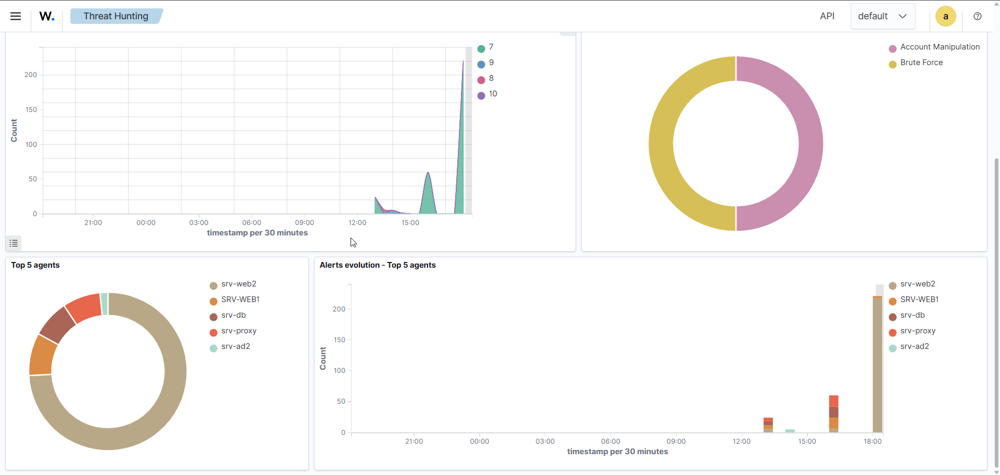 W. Threat Hunting API default a
7
9
8
10
200
150
100
50
0
Count
21:00 00:00 03:00 06:00 09:00 12:00 15:00
timestamp per 30 minutes
Account Manipulation
Brute Force
Top 5 agents
srv-web2
SRV-WEB1
srv-db
srv-proxy
srv-ad2
Alerts evolution - Top 5 agents
200
150
100
50
0
Count
21:00 00:00 03:00 06:00 09:00 12:00 15:00 18:00
timestamp per 30 minutes
srv-web2
SRV-WEB1
srv-db
srv-proxy
srv-ad2